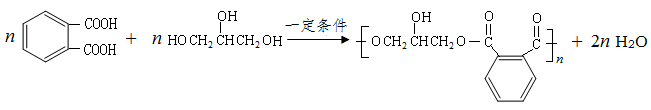 OH
OH
O
O
n
COOH
COOH
+
n
HOCH₂CHCH₂OH
一定条件
[OCH₂CHCH₂O-C
C]n
+ 2n H₂O